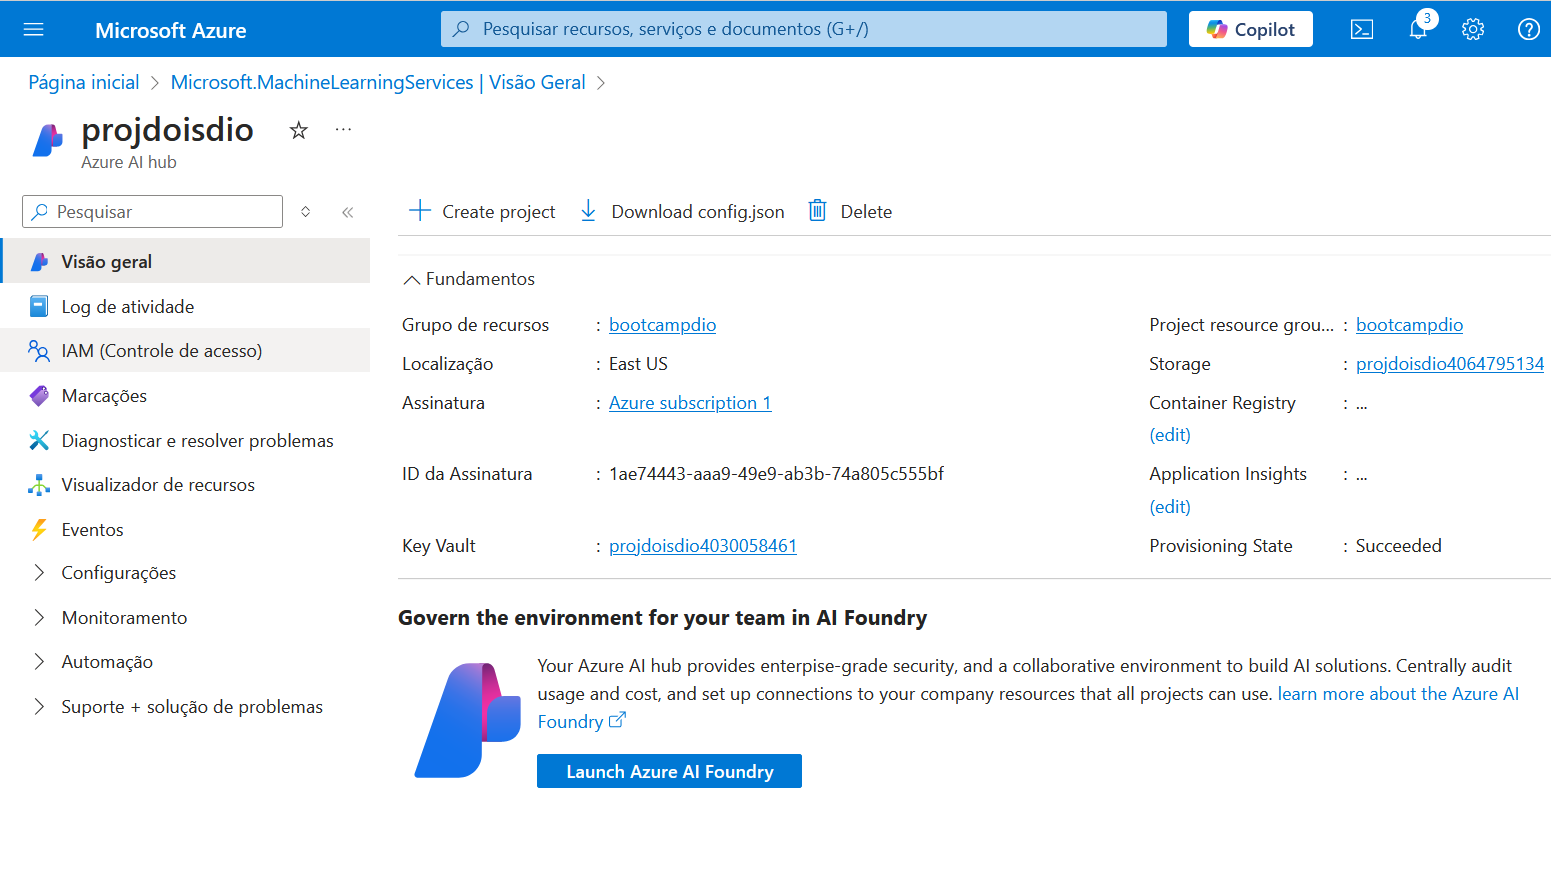 Microsoft Azure
Pesquisar recursos, serviços e documentos (G+/)
Copilot
3
Página inicial > Microsoft.MachineLearningServices | Visão Geral >
projdoisdio
...
Azure AI hub
Pesquisar
Create project
Download config.json
Delete
Visão geral
Log de atividade
IAM (Controle de acesso)
Marcações
Diagnosticar e resolver problemas
Visualizador de recursos
Eventos
Configurações
Monitoramento
Automação
Suporte + solução de problemas
Fundamentos
Grupo de recursos : bootcampdio
Localização : East US
Assinatura : Azure subscription 1
ID da Assinatura : 1ae74443-aaa9-49e9-ab3b-74a805c555bf
Key Vault : projdoisdio4030058461
Project resource grou... : bootcampdio
Storage : projdoisdio4064795134
Container Registry : ...
(edit)
Application Insights : ...
(edit)
Provisioning State : Succeeded
Govern the environment for your team in AI Foundry
Your Azure AI hub provides enterpise-grade security, and a collaborative environment to build AI solutions. Centrally audit
usage and cost, and set up connections to your company resources that all projects can use. learn more about the Azure AI
Foundry
Launch Azure AI Foundry